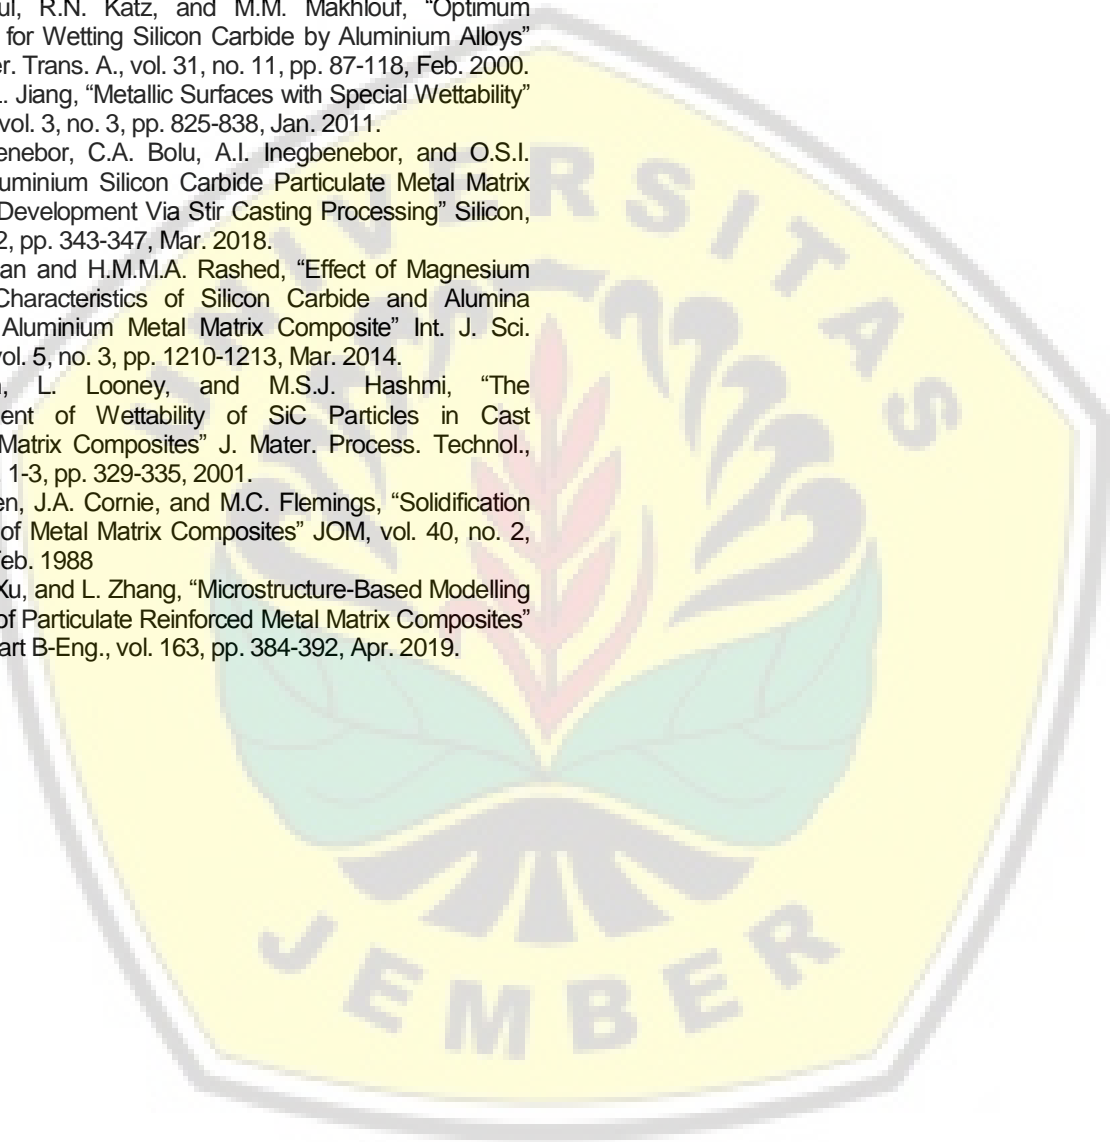 ul, R.N. Katz, and M.M. Makhlouf, “Optimum
for Wetting Silicon Carbide by Aluminium Alloys”
er. Trans. A., vol. 31, no. 11, pp. 87-118, Feb. 2000.
L. Jiang, “Metallic Surfaces with Special Wettability”
vol. 3, no. 3, pp. 825-838, Jan. 2011.
enebor, C.A. Bolu, A.I. Inegbenebor, and O.S.I.
uminium Silicon Carbide Particulate Metal Matrix
Development Via Stir Casting Processing” Silicon,
2, pp. 343-347, Mar. 2018.
an and H.M.M.A. Rashed, “Effect of Magnesium
Characteristics of Silicon Carbide and Alumina
Aluminium Metal Matrix Composite” Int. J. Sci.
vol. 5, no. 3, pp. 1210-1213, Mar. 2014.
L. Looney, and M.S.J. Hashmi, “The
ent of Wettability of SiC Particles in Cast
Matrix Composites” J. Mater. Process. Technol.,
1-3, pp. 329-335, 2001.
en, J.A. Cornie, and M.C. Flemings, “Solidification
of Metal Matrix Composites” JOM, vol. 40, no. 2,
eb. 1988
Xu, and L. Zhang, “Microstructure-Based Modelling
of Particulate Reinforced Metal Matrix Composites”
art B-Eng., vol. 163, pp. 384-392, Apr. 2019.
UNIVERSITAS
JEMBER